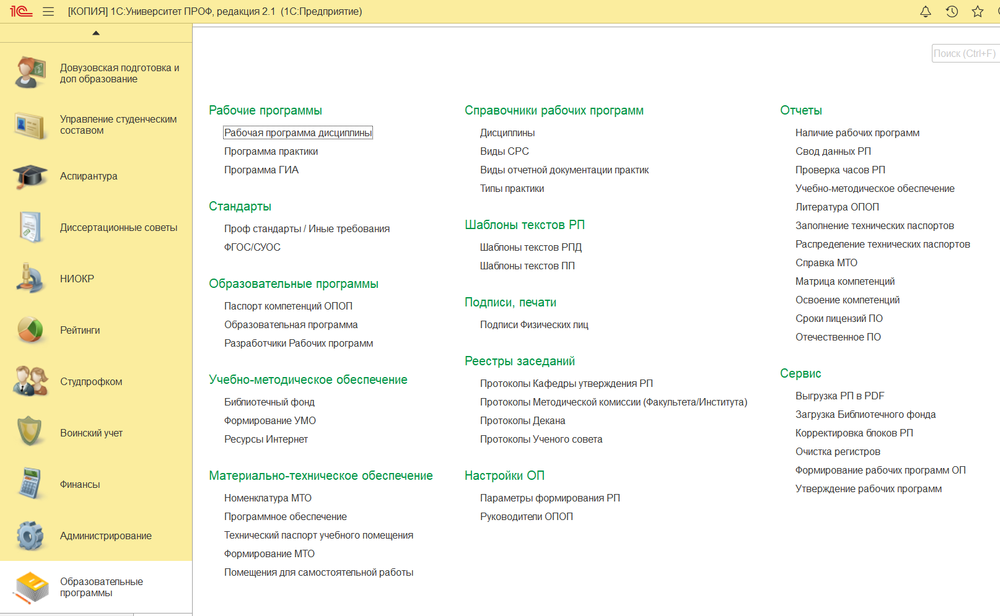 1С [КОПИЯ] 1С:Университет ПРОФ, редакция 2.1 (1С:Предприятие)
Поиск (Ctrl+F)
Довузовская подготовка и
доп образование
Управление студенческим
составом
Аспирантура
Диссертационные советы
НИОКР
Рейтинги
Студпрофком
Воинский учет
Финансы
Администрирование
Образовательные
программы
Рабочие программы
Рабочая программа дисциплины
Программа практики
Программа ГИА
Стандарты
Проф стандарты / Иные требования
ФГОС/СУОС
Образовательные программы
Паспорт компетенций ОПОП
Образовательная программа
Разработчики Рабочих программ
Учебно-методическое обеспечение
Библиотечный фонд
Формирование УМО
Ресурсы Интернет
Материально-техническое обеспечение
Номенклатура МТО
Программное обеспечение
Технический паспорт учебного помещения
Формирование МТО
Помещения для самостоятельной работы
Справочники рабочих программ
Дисциплины
Виды СРС
Виды отчетной документации практик
Типы практики
Шаблоны текстов РП
Шаблоны текстов РПД
Шаблоны текстов ПП
Подписи, печати
Подписи Физических лиц
Реестры заседаний
Протоколы Кафедры утверждения РП
Протоколы Методической комиссии (Факультета/Института)
Протоколы Декана
Протоколы Ученого совета
Настройки ОП
Параметры формирования РП
Руководители ОПОП
Отчеты
Наличие рабочих программ
Свод данных РП
Проверка часов РП
Учебно-методическое обеспечение
Литература ОПОП
Заполнение технических паспортов
Распределение технических паспортов
Справка МТО
Матрица компетенций
Освоение компетенций
Сроки лицензий ПО
Отечественное ПО
Сервис
Выгрузка РП в PDF
Загрузка Библиотечного фонда
Корректировка блоков РП
Очистка регистров
Формирование рабочих программ ОП
Утверждение рабочих программ